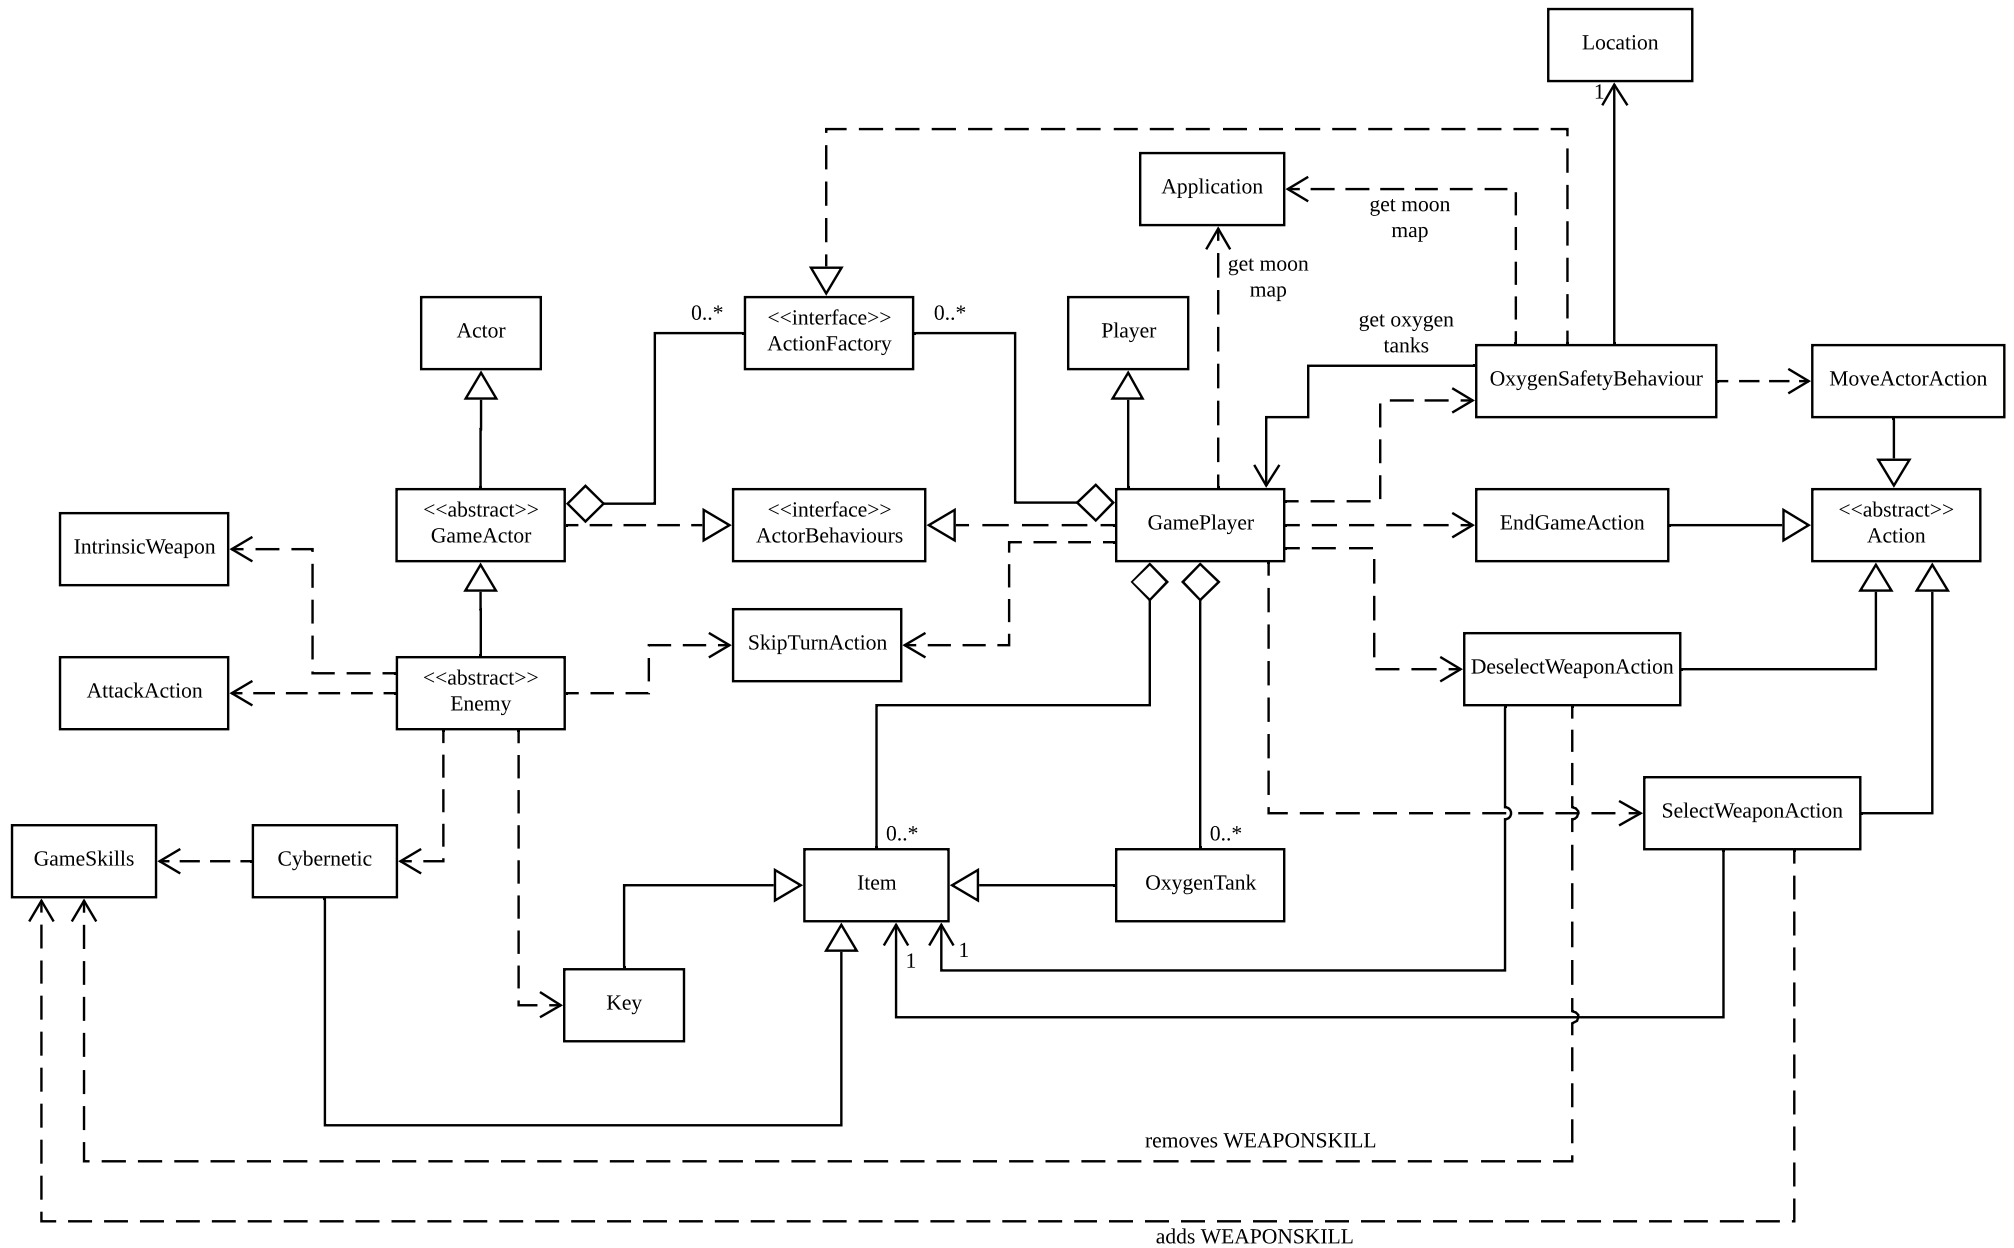 Location
1
Application
get moon
map
get moon
map
0..*
<<interface>>
ActionFactory
0..*
Actor
Player
get oxygen
tanks
OxygenSafetyBehaviour
MoveActorAction
<<abstract>>
GameActor
<<interface>>
ActorBehaviours
GamePlayer
EndGameAction
<<abstract>>
Action
IntrinsicWeapon
SkipTurnAction
DeselectWeaponAction
AttackAction
<<abstract>>
Enemy
SelectWeaponAction
0..*
0..*
GameSkills
Cybernetic
Item
OxygenTank
1
1
Key
removes WEAPONSKILL
adds WEAPONSKILL